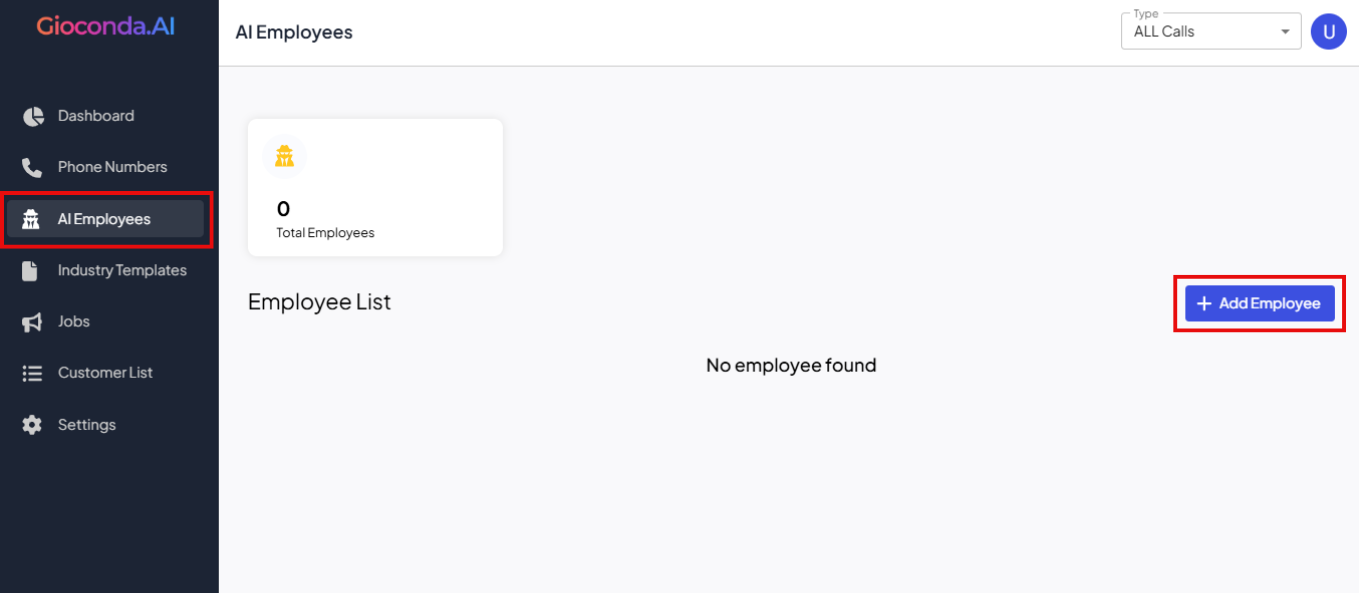 Gioconda.AI
Dashboard
Phone Numbers
AI Employees
Industry Templates
Jobs
Customer List
Settings
AI Employees
Type
ALL Calls
U
0
Total Employees
Employee List
+ Add Employee
No employee found